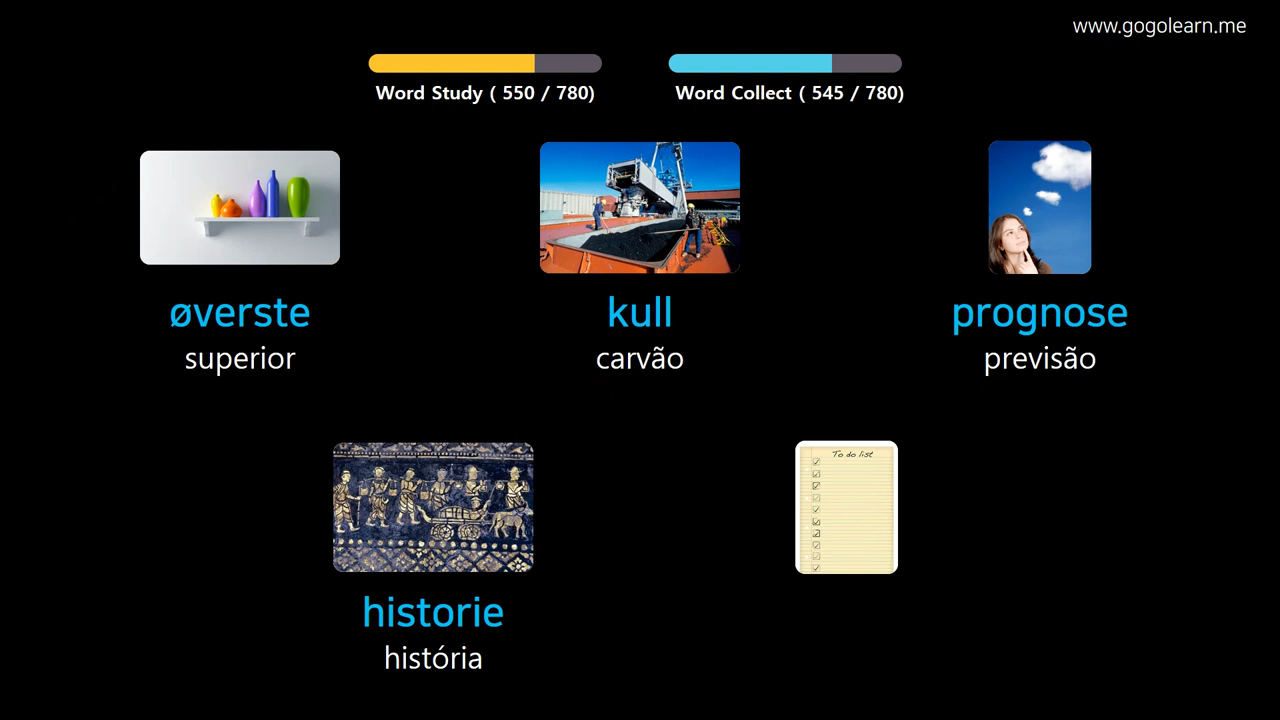 www.gogolearn.me
Word Study ( 550 / 780)
Word Collect ( 545 / 780)
øverste
superior
kull
carvão
prognose
previsão
To do list
historie
história